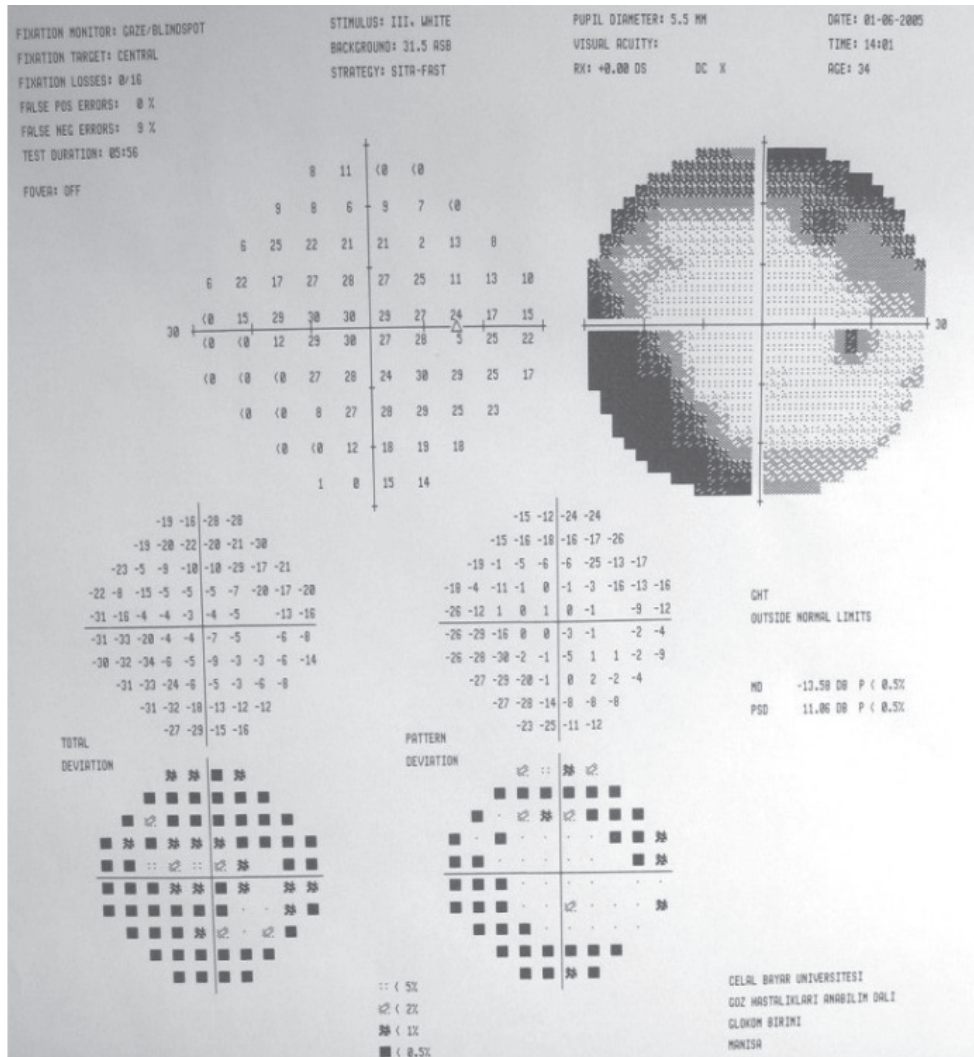 FIXATION MONITOR: GAZE/BLINDSPOT
FIXATION TARGET: CENTRAL
FIXATION LOSSES: 0/16
FALSE POS ERRORS: 0 %
FALSE NEG ERRORS: 9 %
TEST DURATION: 05:56
FOVEA: OFF
STIMULUS: III, WHITE
BACKGROUND: 31.5 ASB
STRATEGY: SITA-FAST
PUPIL DIAMETER: 5.5 MM
VISUAL ACUITY:
RX: +0.00 DS DC X
DATE: 01-06-2005
TIME: 14:01
AGE: 34
8 11 <0 <0
9 8 6 9 7 <0
6 25 22 21 21 2 13 8
6 22 17 27 28 27 25 11 13 10
<0 15 29 30 30 29 27 24 17 15
30 30
<0 <0 12 29 30 27 28 5 25 22
<0 <0 <0 27 28 24 30 29 25 17
<0 <0 8 27 28 29 25 23
<0 <0 12 18 19 18
1 0 15 14
-19 -16 -28 -28
-19 -20 -22 -20 -21 -30
-23 -5 -9 -10 -10 -29 -17 -21
-22 -8 -15 -5 -5 -5 -7 -20 -17 -20
-31 -16 -4 -4 -3 -4 -5 -13 -16
-31 -33 -20 -4 -4 -7 -5 -6 -8
-30 -32 -34 -6 -5 -9 -3 -3 -6 -14
-31 -33 -24 -6 -5 -3 -6 -8
-31 -32 -18 -13 -12 -12
-27 -29 -15 -16
TOTAL
DEVIATION
-15 -12 -24 -24
-15 -16 -18 -16 -17 -26
-19 -1 -5 -6 -6 -25 -13 -17
-18 -4 -11 -1 0 -1 -3 -16 -13 -16
-26 -12 1 0 1 0 -1 -9 -12
-26 -29 -16 0 0 -3 -1 -2 -4
-26 -28 -30 -2 -1 -5 1 1 -2 -9
-27 -29 -20 -1 0 2 -2 -4
-27 -28 -14 -8 -8 -8
-23 -25 -11 -12
PATTERN
DEVIATION
GHT
OUTSIDE NORMAL LIMITS
MD -13.58 DB P < 0.5%
PSD 11.06 DB P < 0.5%
< 5%
< 2%
< 1%
< 0.5%
CELAL BAYAR UNIVERSITESI
GOZ HASTALIKLARI ANABILIM DALI
GLOKOM BIRIMI
MANISA